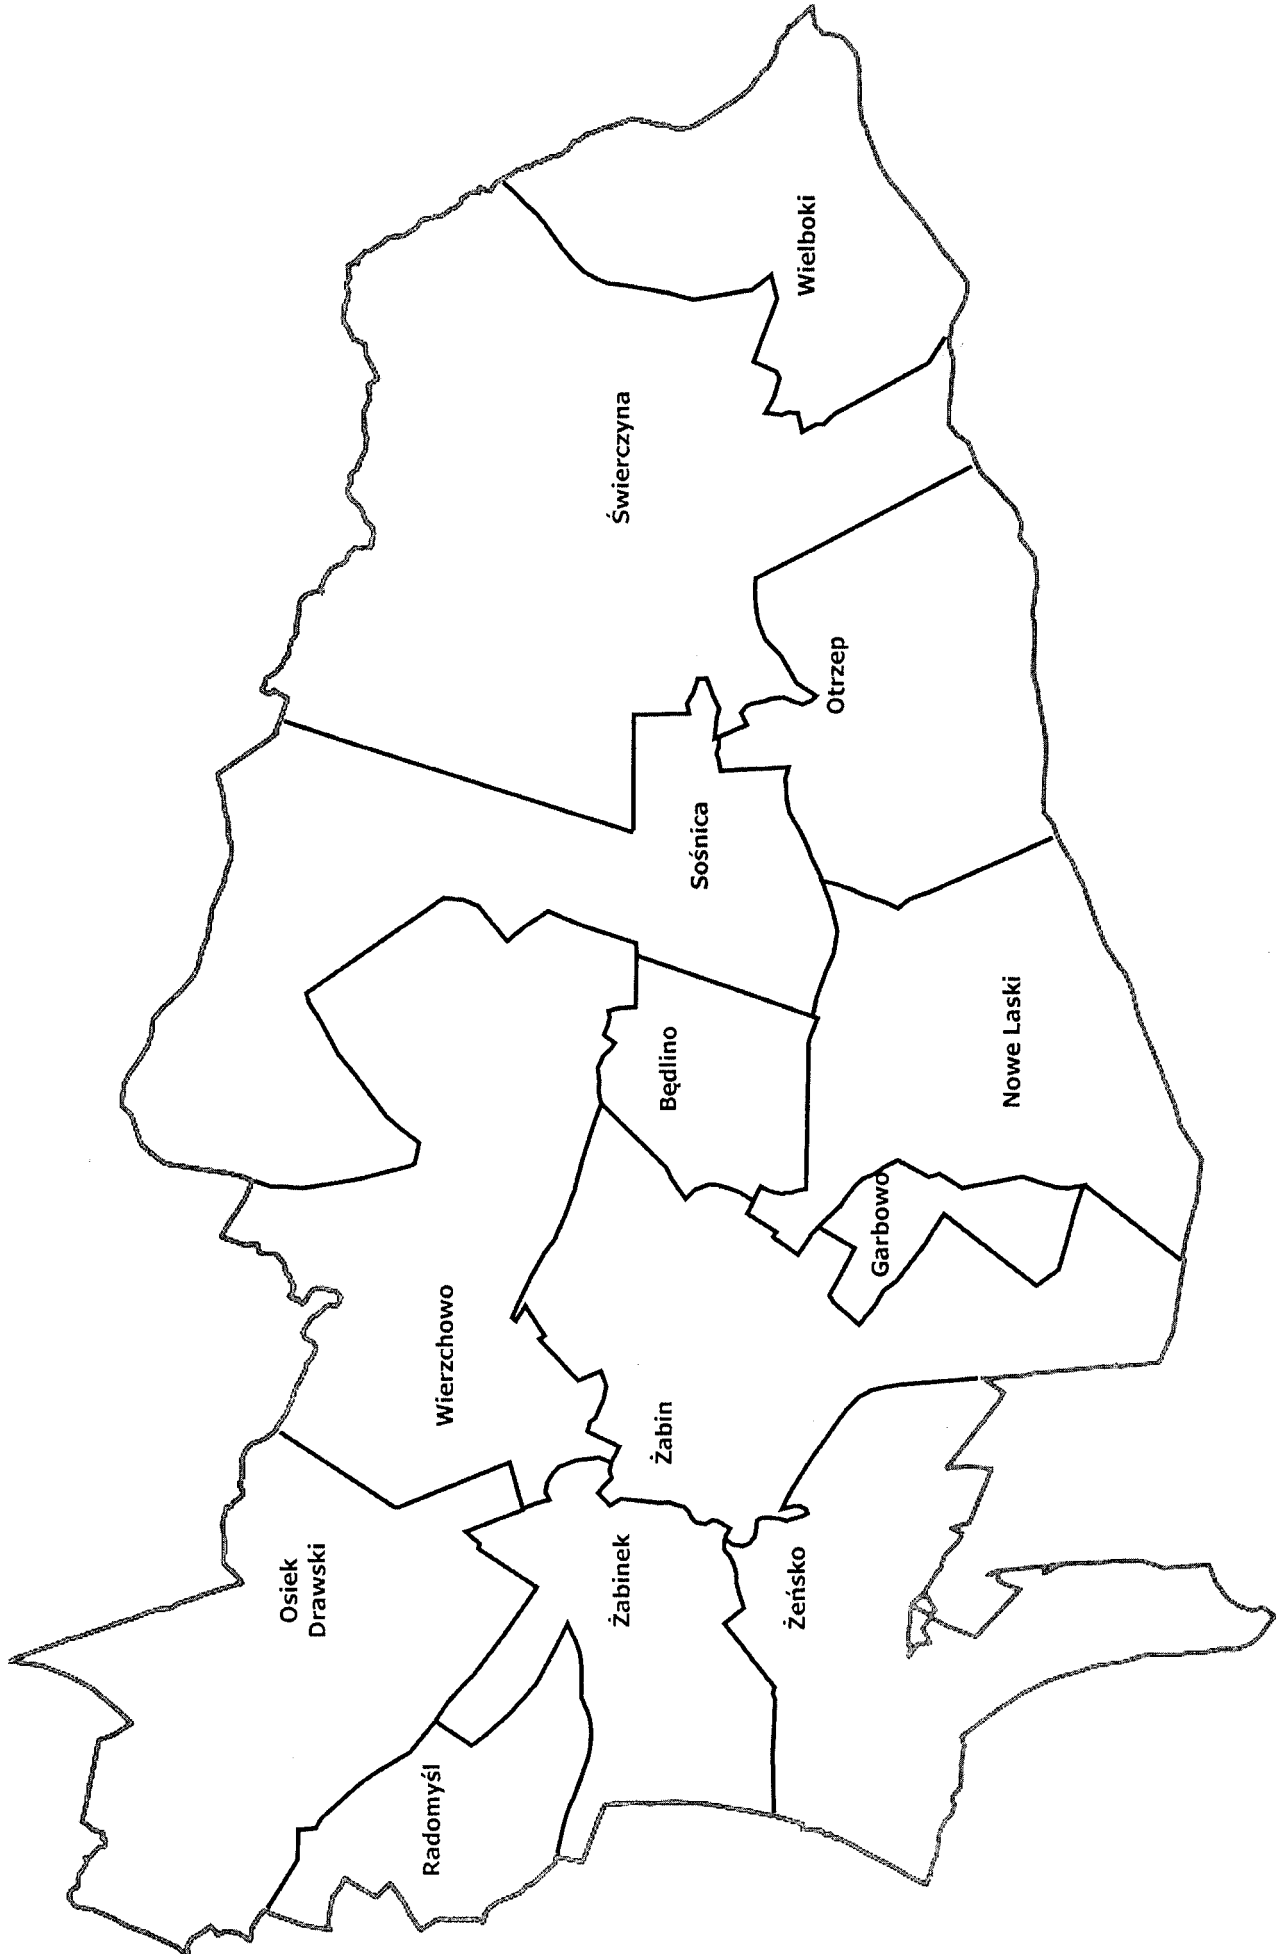 Osiek
Drawski
Radomyśl
Żabinek
Żeńsko
Wierzchowo
Żabin
Garbowo
Będlino
Nowe Laski
Sośnica
Otrzep
Świerczyna
Wielboki